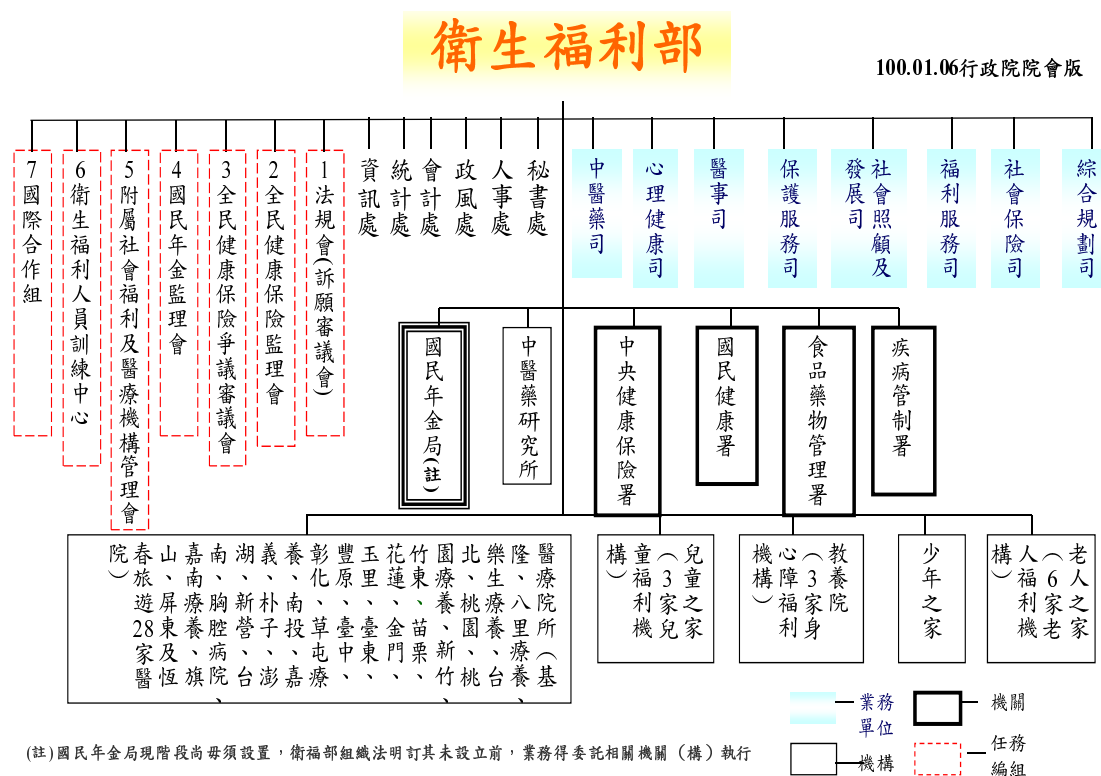 衛生福利部
100.01.06行政院院會版
綜合規劃司
社會保險司
福利服務司
社會照顧及
發展司
保護服務司
醫事司
心理健康司
中醫藥司
秘書處
人事處
政風處
會計處
統計處
資訊處
1法規會(訴願審議會)
2全民健康保險監理會
3全民健康保險爭議審議會
4國民年金監理會
5附屬社會福利及醫療機構管理會
6衛生福利人員訓練中心
7國際合作組
疾病管制署
食品藥物管理署
國民健康署
中央健康保險署
中醫藥研究所
國民年金局(註)
老人之家
(6家老
人福利機
構)
少年之家
教養院
(3家身
心障福利
機構)
兒童之家
(3家兒
童福利機
構)
醫療院所(基
隆、八里療養、
樂生療養、台
北、桃園、桃
園療養、新竹、
竹東、苗栗、
花蓮、金門、
玉里、臺東、
豐原、臺中、
彰化、草屯療
養、南投、嘉
義、朴子、澎
湖、新營、台
南、胸腔病院、
嘉南療養、旗
山、屏東及恆
春旅遊28家醫
院)
業務
單位
機關
機構
任務
編組
(註)國民年金局現階段尚毋須設置，衛福部組織法明訂其未設立前，業務得委託相關機關（構）執行